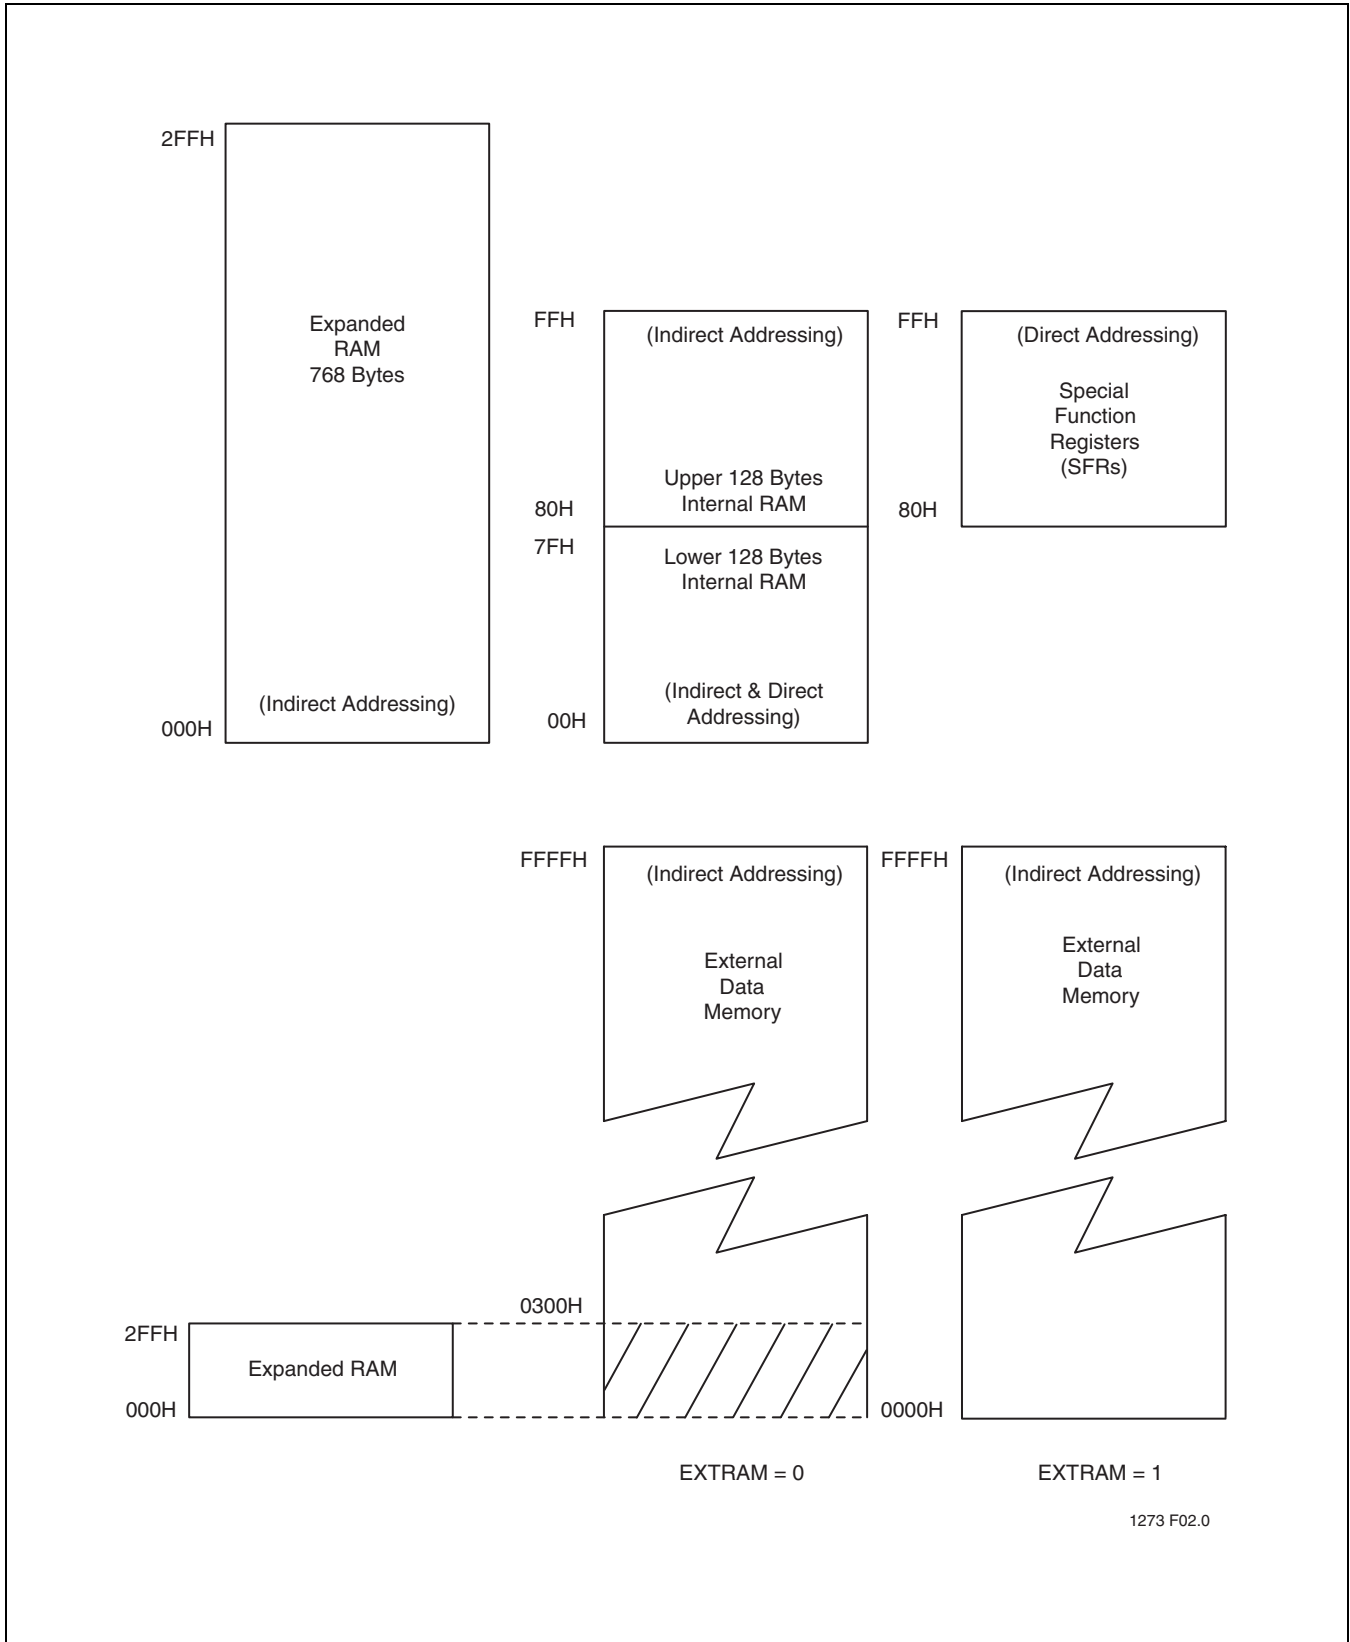 2FFH
Expanded
RAM
768 Bytes
(Indirect Addressing)
000H
FFH
(Indirect Addressing)
Upper 128 Bytes
Internal RAM
80H
7FH
Lower 128 Bytes
Internal RAM
(Indirect & Direct
Addressing)
00H
FFH
(Direct Addressing)
Special
Function
Registers
(SFRs)
80H
FFFFH
(Indirect Addressing)
External
Data
Memory
FFFFH
(Indirect Addressing)
External
Data
Memory
0300H
2FFH
Expanded RAM
000H
0000H
EXTRAM = 0
EXTRAM = 1
1273 F02.0